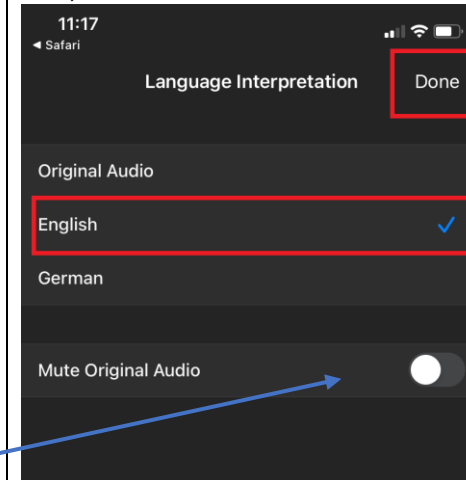 11:17
◄ Safari
Language Interpretation
Done
Original Audio
English
German
Mute Original Audio